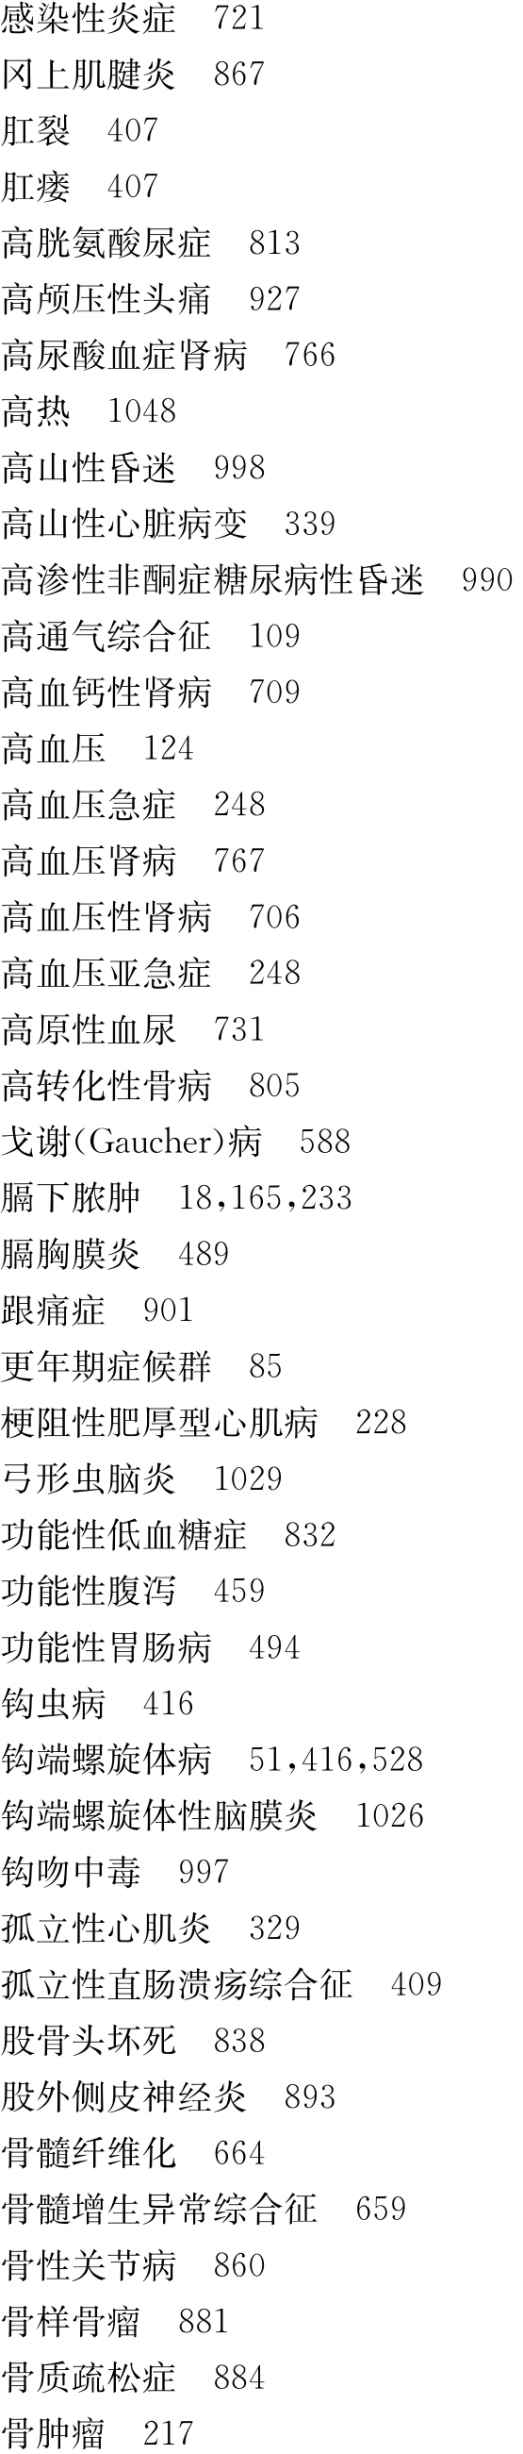 感染性炎症 721
冈上肌腱炎 867
肛裂 407
肛瘘 407
高胱氨酸尿症 813
高颅压性头痛 927
高尿酸血症肾病 766
高热 1048
高山性昏迷 998
高山性心脏病变 339
高渗性非酮症糖尿病性昏迷 990
高通气综合征 109
高血钙性肾病 709
高血压 124
高血压急症 248
高血压肾病 767
高血压性肾病 706
高血压亚急症 248
高原性血尿 731
高转化性骨病 805
戈谢(Gaucher)病 588
膈下脓肿 18,165,233
膈胸膜炎 489
跟痛症 901
更年期症候群 85
梗阻性肥厚型心肌病 228
弓形虫脑炎 1029
功能性低血糖症 832
功能性腹泻 459
功能性胃肠病 494
钩虫病 416
钩端螺旋体病 51,416,528
钩端螺旋体性脑膜炎 1026
钩吻中毒 997
孤立性心肌炎 329
孤立性直肠溃疡综合征 409
股骨头坏死 838
股外侧皮神经炎 893
骨髓纤维化 664
骨髓增生异常综合征 659
骨性关节病 860
骨样骨瘤 881
骨质疏松症 884
骨肿瘤 217